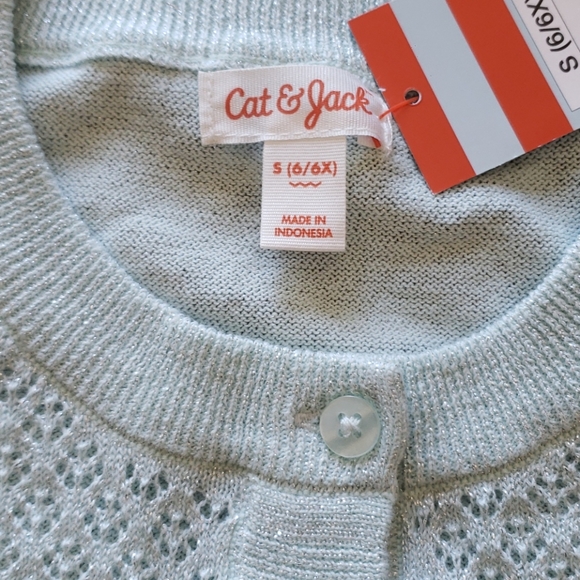 Cat & Jack
S (6/6X)
MADE IN
INDONESIA
S (6/6X)